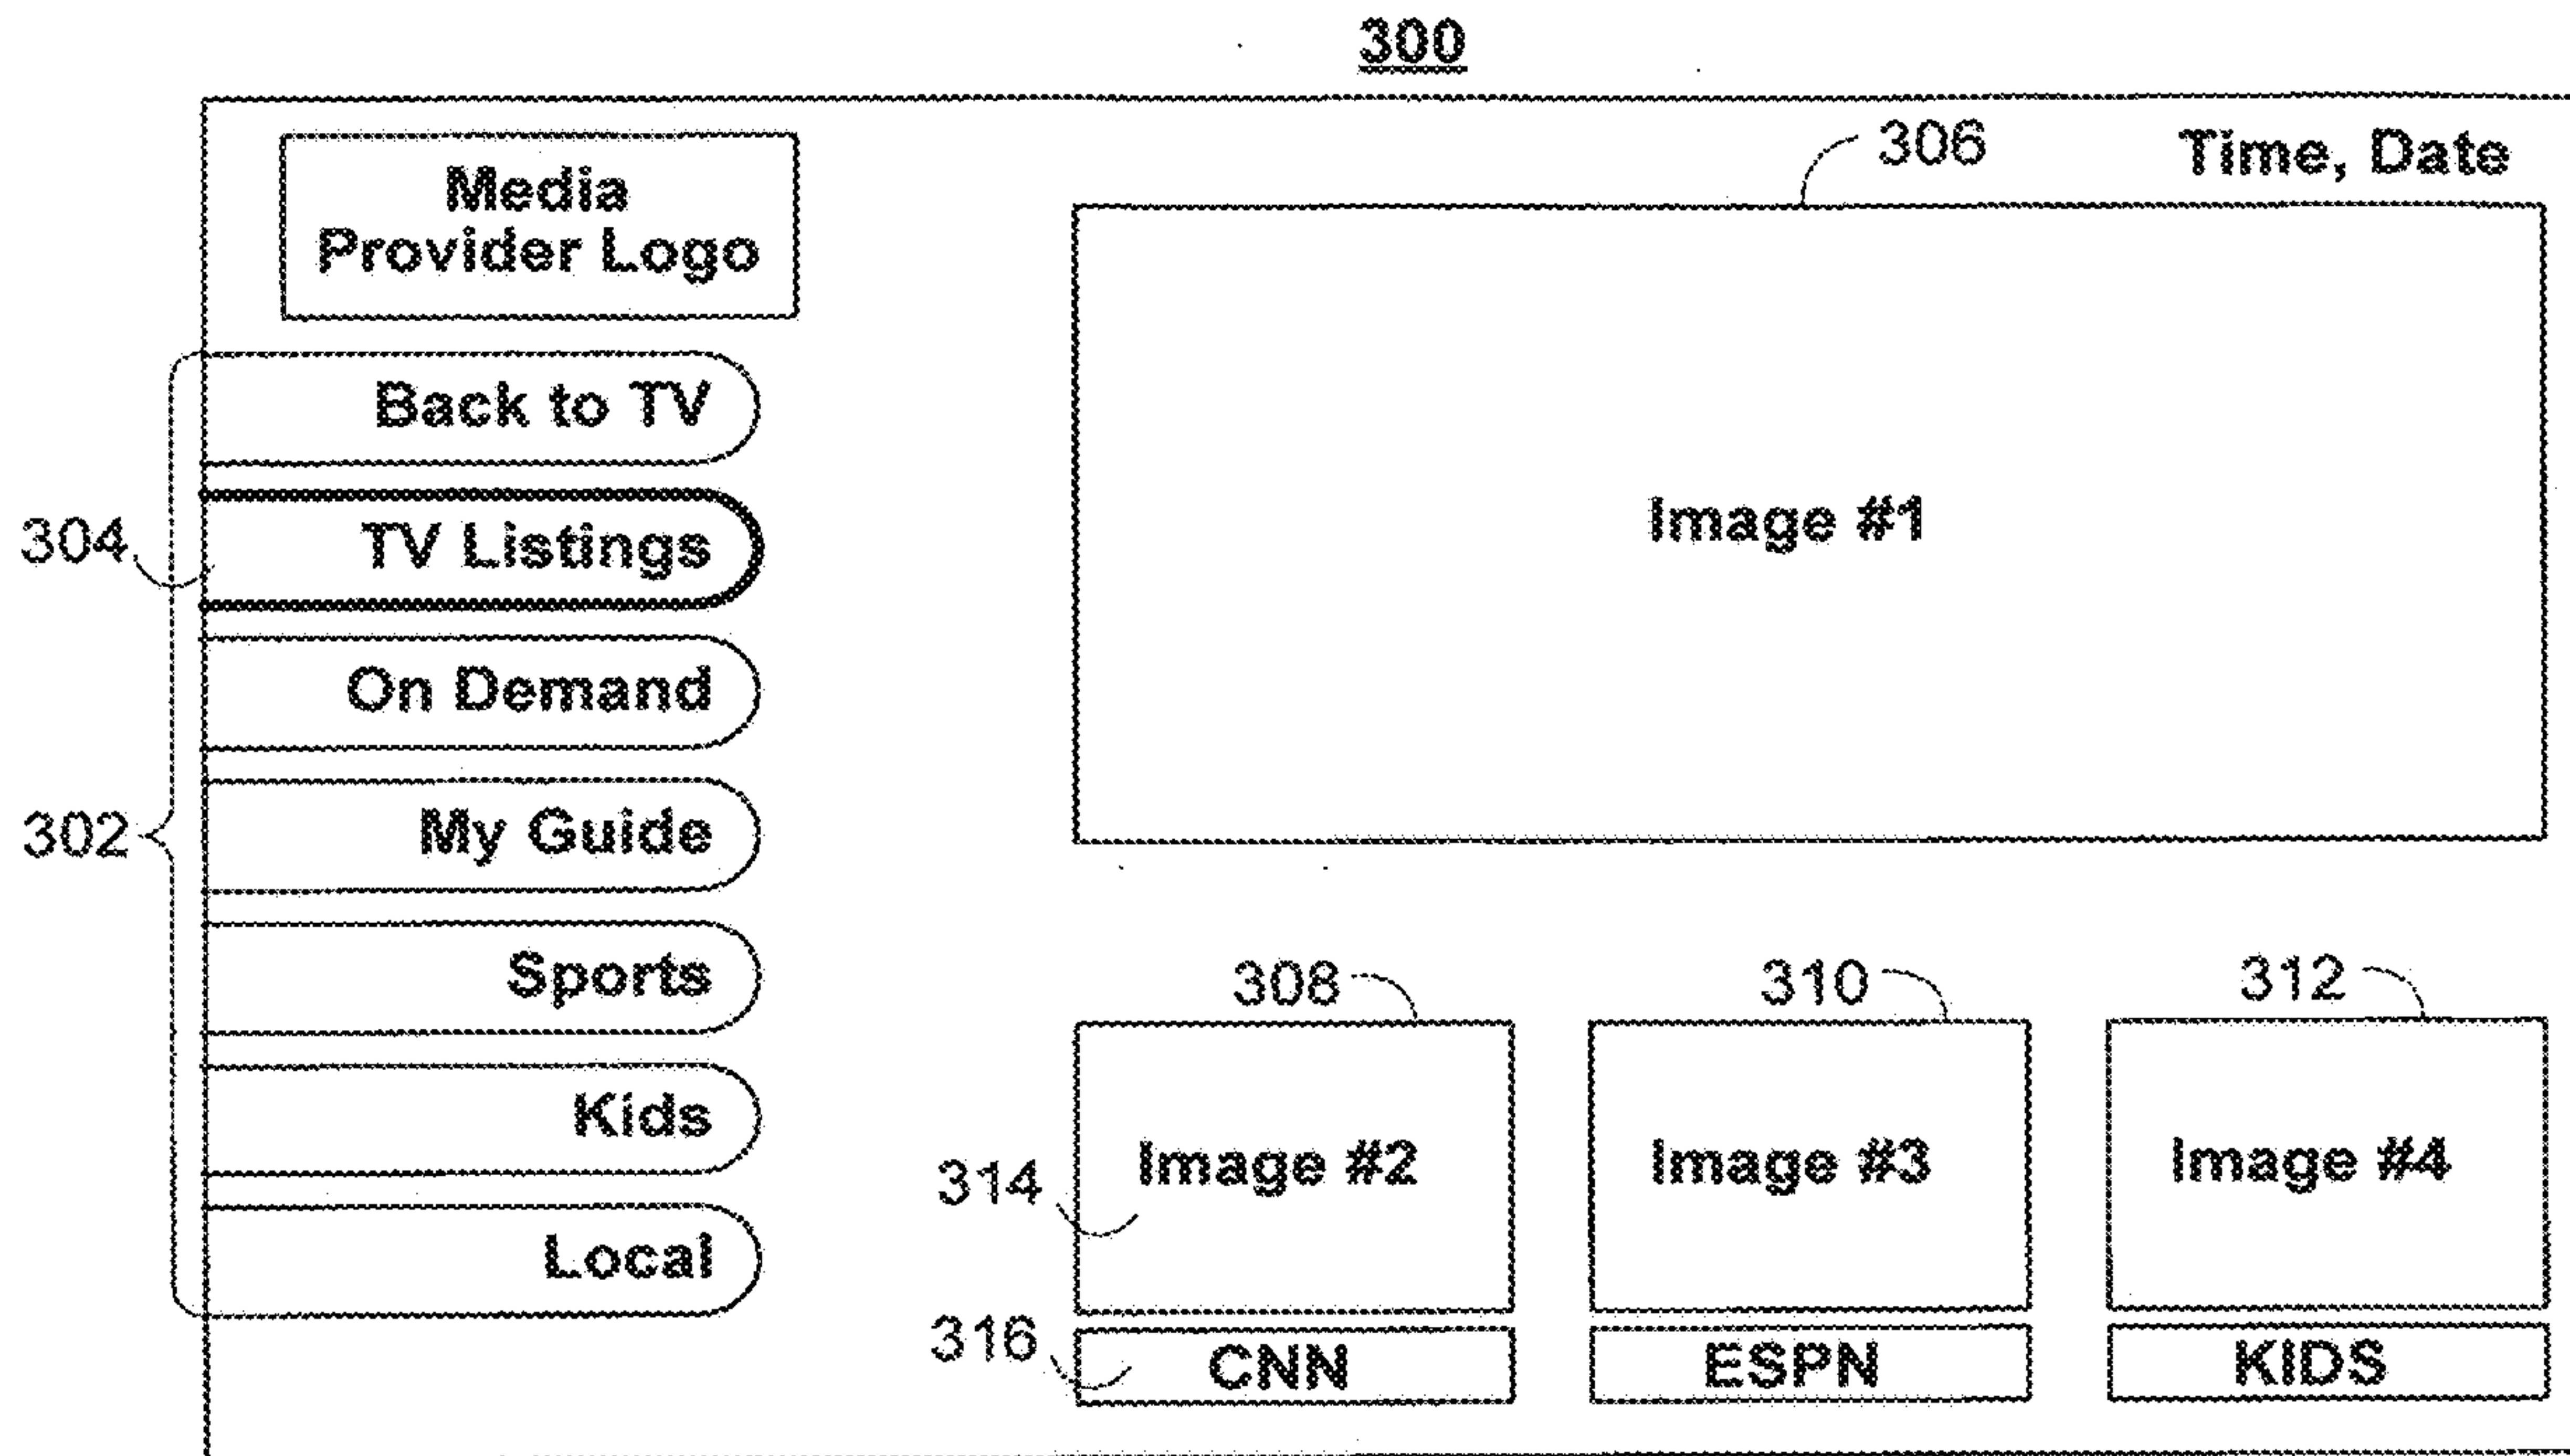 300
306
Time, Date
Media
Provider Logo
Back to TV
304
TV Listings
On Demand
302
My Guide
Sports
Kids
Local
Image #1
308
310
312
314
Image #2
Image #3
Image #4
316
CNN
ESPN
KIDS